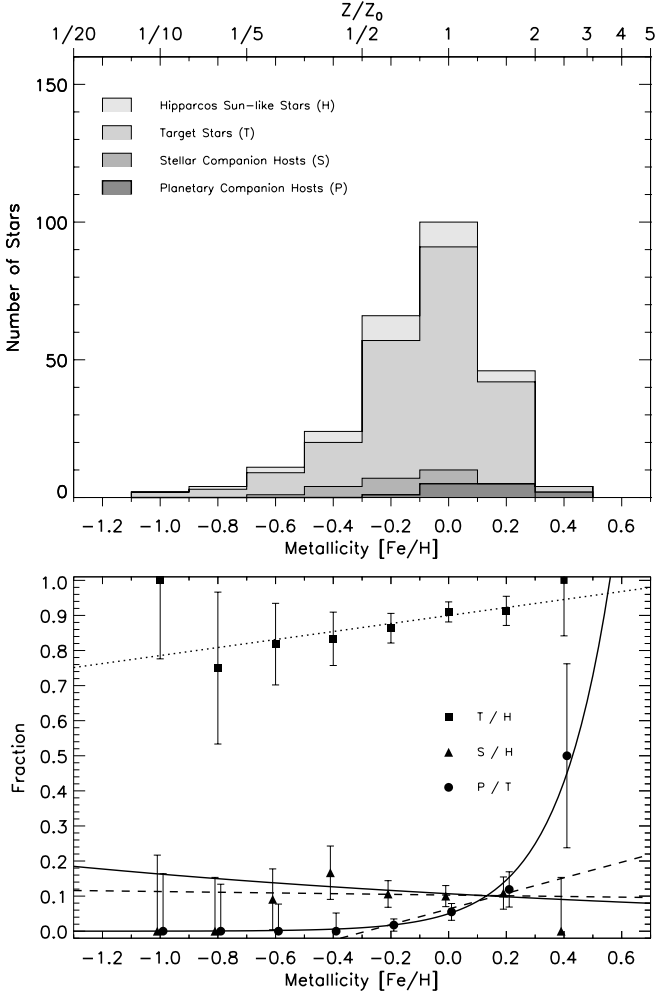 Z/Z₀
1/20 1/10 1/5 1/2 1 2 3 4 5
150
Hipparcos Sun-like Stars (H)
Target Stars (T)
Stellar Companion Hosts (S)
Planetary Companion Hosts (P)
100
Number of Stars
50
0
-1.2 -1.0 -0.8 -0.6 -0.4 -0.2 0.0 0.2 0.4 0.6
Metallicity [Fe/H]
1.0
0.9
0.8
0.7
0.6
T / H
0.5
S / H
Fraction
0.4
P / T
0.3
0.2
0.1
0.0
-1.2 -1.0 -0.8 -0.6 -0.4 -0.2 0.0 0.2 0.4 0.6
Metallicity [Fe/H]